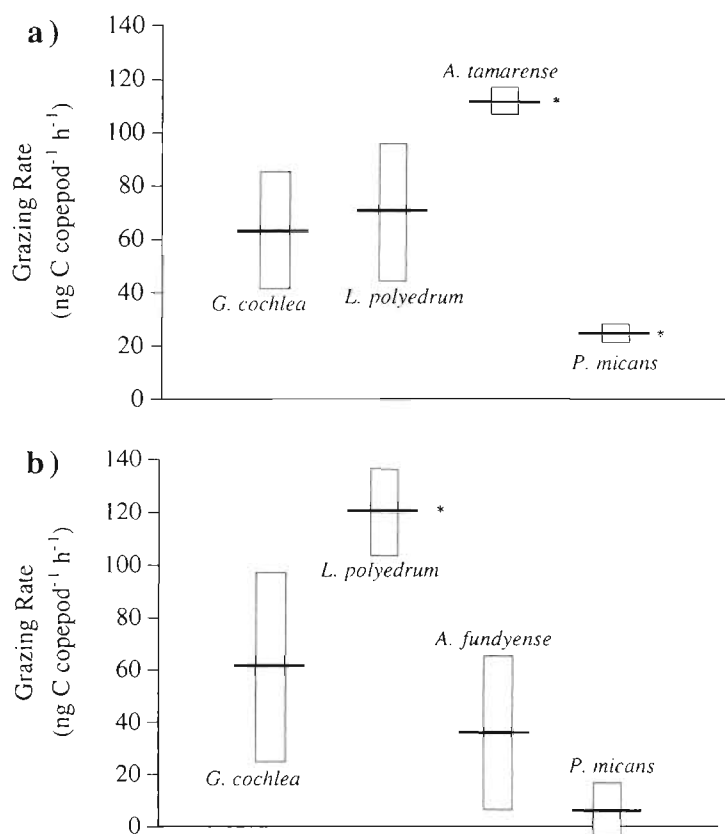 a)
140
120
100
80
60
40
20
0
Grazing Rate
(ng C copepod⁻¹ h⁻¹)
A. tamarense
*
G. cochlea
L. polyedrum
*
P. micans
b)
140
120
100
80
60
40
20
0
Grazing Rate
(ng C copepod⁻¹ h⁻¹)
*
L. polyedrum
A. fundyense
G. cochlea
P. micans